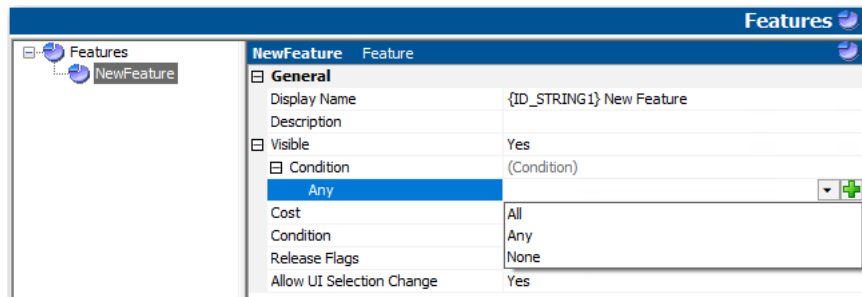 Features
Features
NewFeature
NewFeature Feature
General
Display Name {ID_STRING1} New Feature
Description
Visible Yes
Condition (Condition)
Any
Cost All
Condition Any
Release Flags None
Allow UI Selection Change Yes